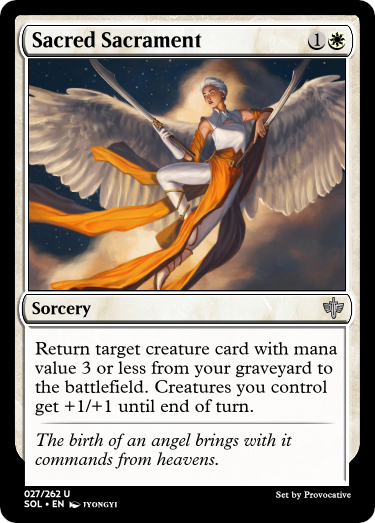 Sacred Sacrament 1
Sorcery
Return target creature card with mana
value 3 or less from your graveyard to
the battlefield. Creatures you control
get +1/+1 until end of turn.
The birth of an angel brings with it
commands from heavens.
027/262 U
SOL • EN JYONGYI
Set by Provocative